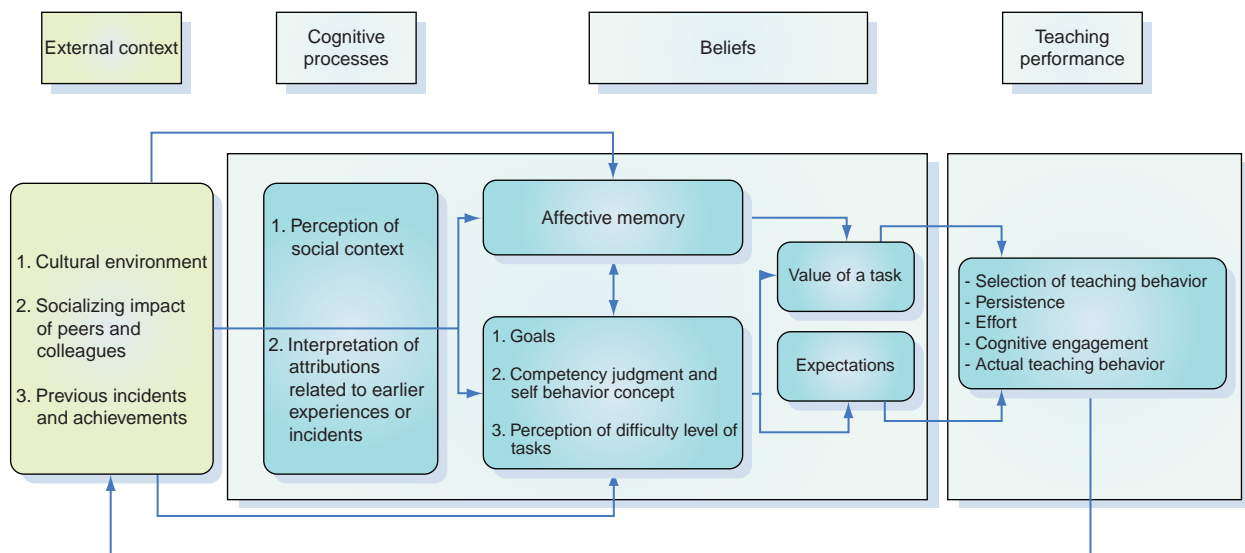 External context
Cognitive
processes
Beliefs
Teaching
performance
1. Cultural environment
2. Socializing impact
of peers and
colleagues
3. Previous incidents
and achievements
1. Perception of
social context
2. Interpretation of
attributions
related to earlier
experiences or
incidents
Affective memory
1. Goals
2. Competency judgment and
self behavior concept
3. Perception of difficulty level of
tasks
Value of a task
Expectations
- Selection of teaching behavior
- Persistence
- Effort
- Cognitive engagement
- Actual teaching behavior